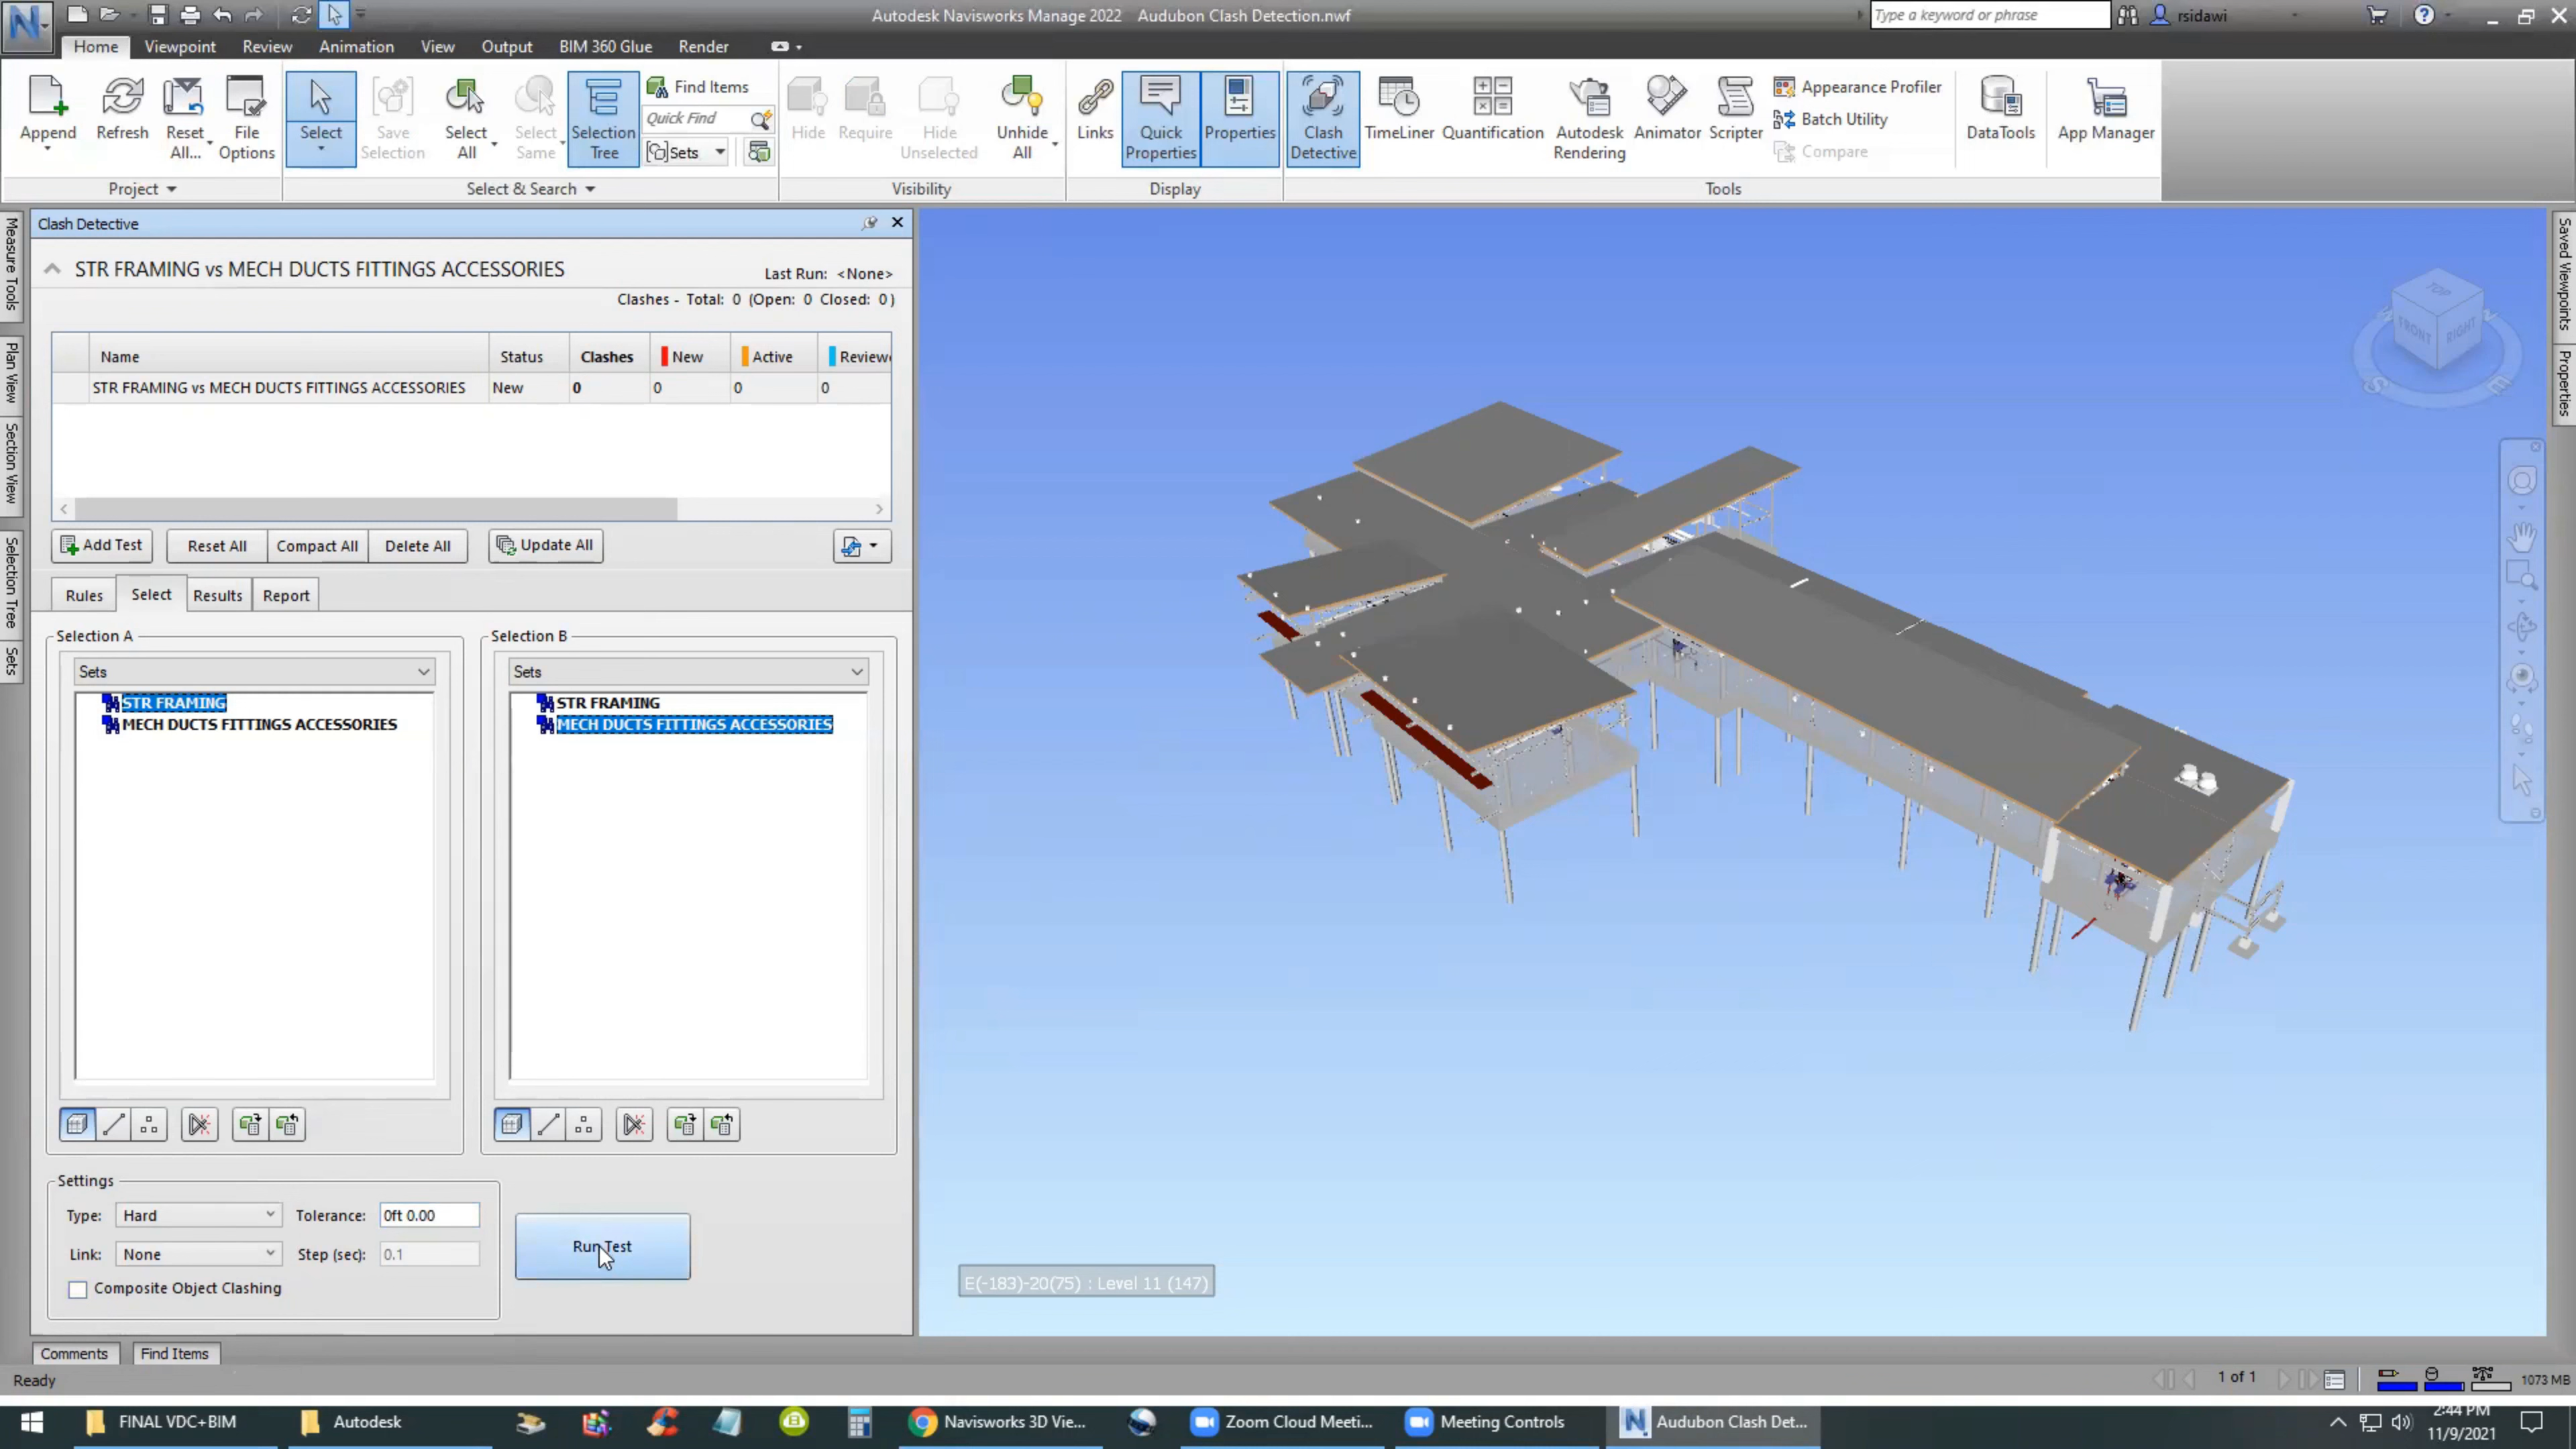 Autodesk Navisworks Manage 2022 Audubon Clash Detection.nwf
Type a keyword or phrase
rsidawi
Home Viewpoint Review Animation View Output BIM 360 Glue Render
Append
Refresh
Reset All...
File Options
Select
Save Selection
Select All
Select Same
Selection Tree
Find Items
Quick Find
Sets
Hide
Require
Hide Unselected
Unhide All
Links
Quick Properties
Properties
Clash Detective
TimeLiner
Quantification
Autodesk Rendering
Animator
Scripter
Appearance Profiler
Batch Utility
Compare
DataTools
App Manager
Project
Select & Search
Visibility
Display
Tools
Measure Tools
Plan View
Section View
Selection Tree
Sets
Clash Detective
STR FRAMING vs MECH DUCTS FITTINGS ACCESSORIES
Last Run: <None>
Clashes - Total: 0 (Open: 0 Closed: 0)
Name Status Clashes New Active Reviewe
STR FRAMING vs MECH DUCTS FITTINGS ACCESSORIES New 0 0 0 0
Add Test Reset All Compact All Delete All Update All
Rules Select Results Report
Selection A
Sets
STR FRAMING
MECH DUCTS FITTINGS ACCESSORIES
Selection B
Sets
STR FRAMING
MECH DUCTS FITTINGS ACCESSORIES
Settings
Type: Hard Tolerance: 0ft 0.00
Link: None Step (sec): 0.1
Composite Object Clashing
Run Test
TOP
FRONT
RIGHT
S
E
Saved Viewpoints
Properties
E(-183)-20(75) : Level 11 (147)
Comments Find Items
Ready
1 of 1
1073 MB
FINAL VDC+BIM
Autodesk
Navisworks 3D Vie...
Zoom Cloud Meeti...
Meeting Controls
Audubon Clash Det...
2:44 PM
11/9/2021